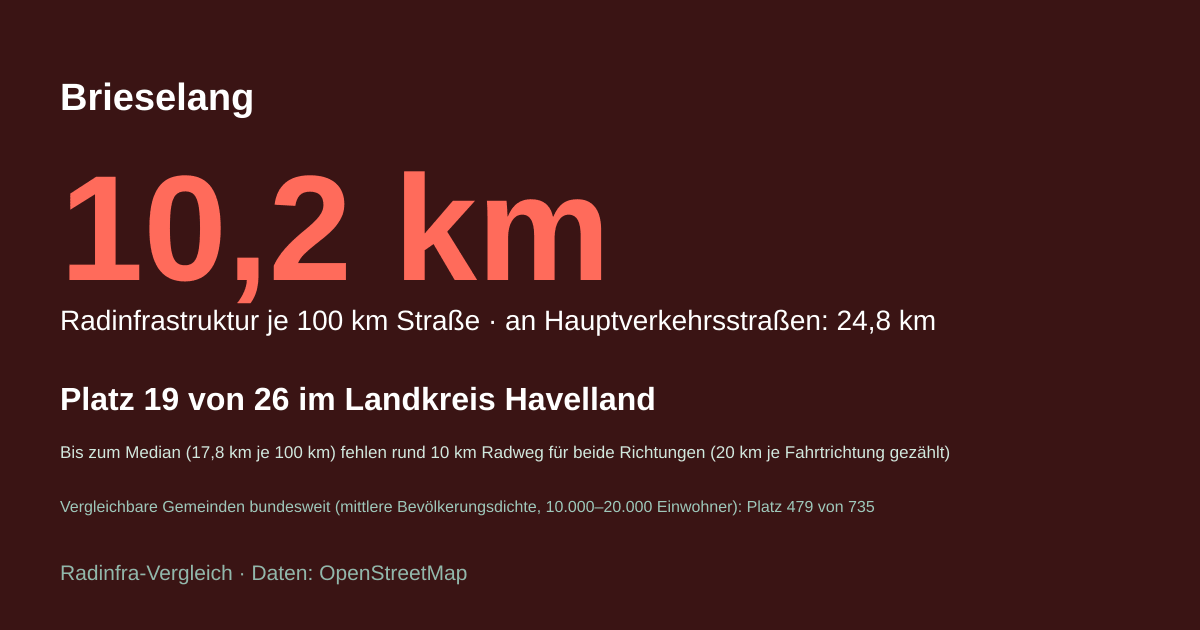 Brieselang
10,2 km
Radinfrastruktur je 100 km Straße · an Hauptverkehrsstraßen: 24,8 km
Platz 19 von 26 im Landkreis Havelland
Bis zum Median (17,8 km je 100 km) fehlen rund 10 km Radweg für beide Richtungen (20 km je Fahrtrichtung gezählt)
Vergleichbare Gemeinden bundesweit (mittlere Bevölkerungsdichte, 10.000–20.000 Einwohner): Platz 479 von 735
Radinfra-Vergleich · Daten: OpenStreetMap